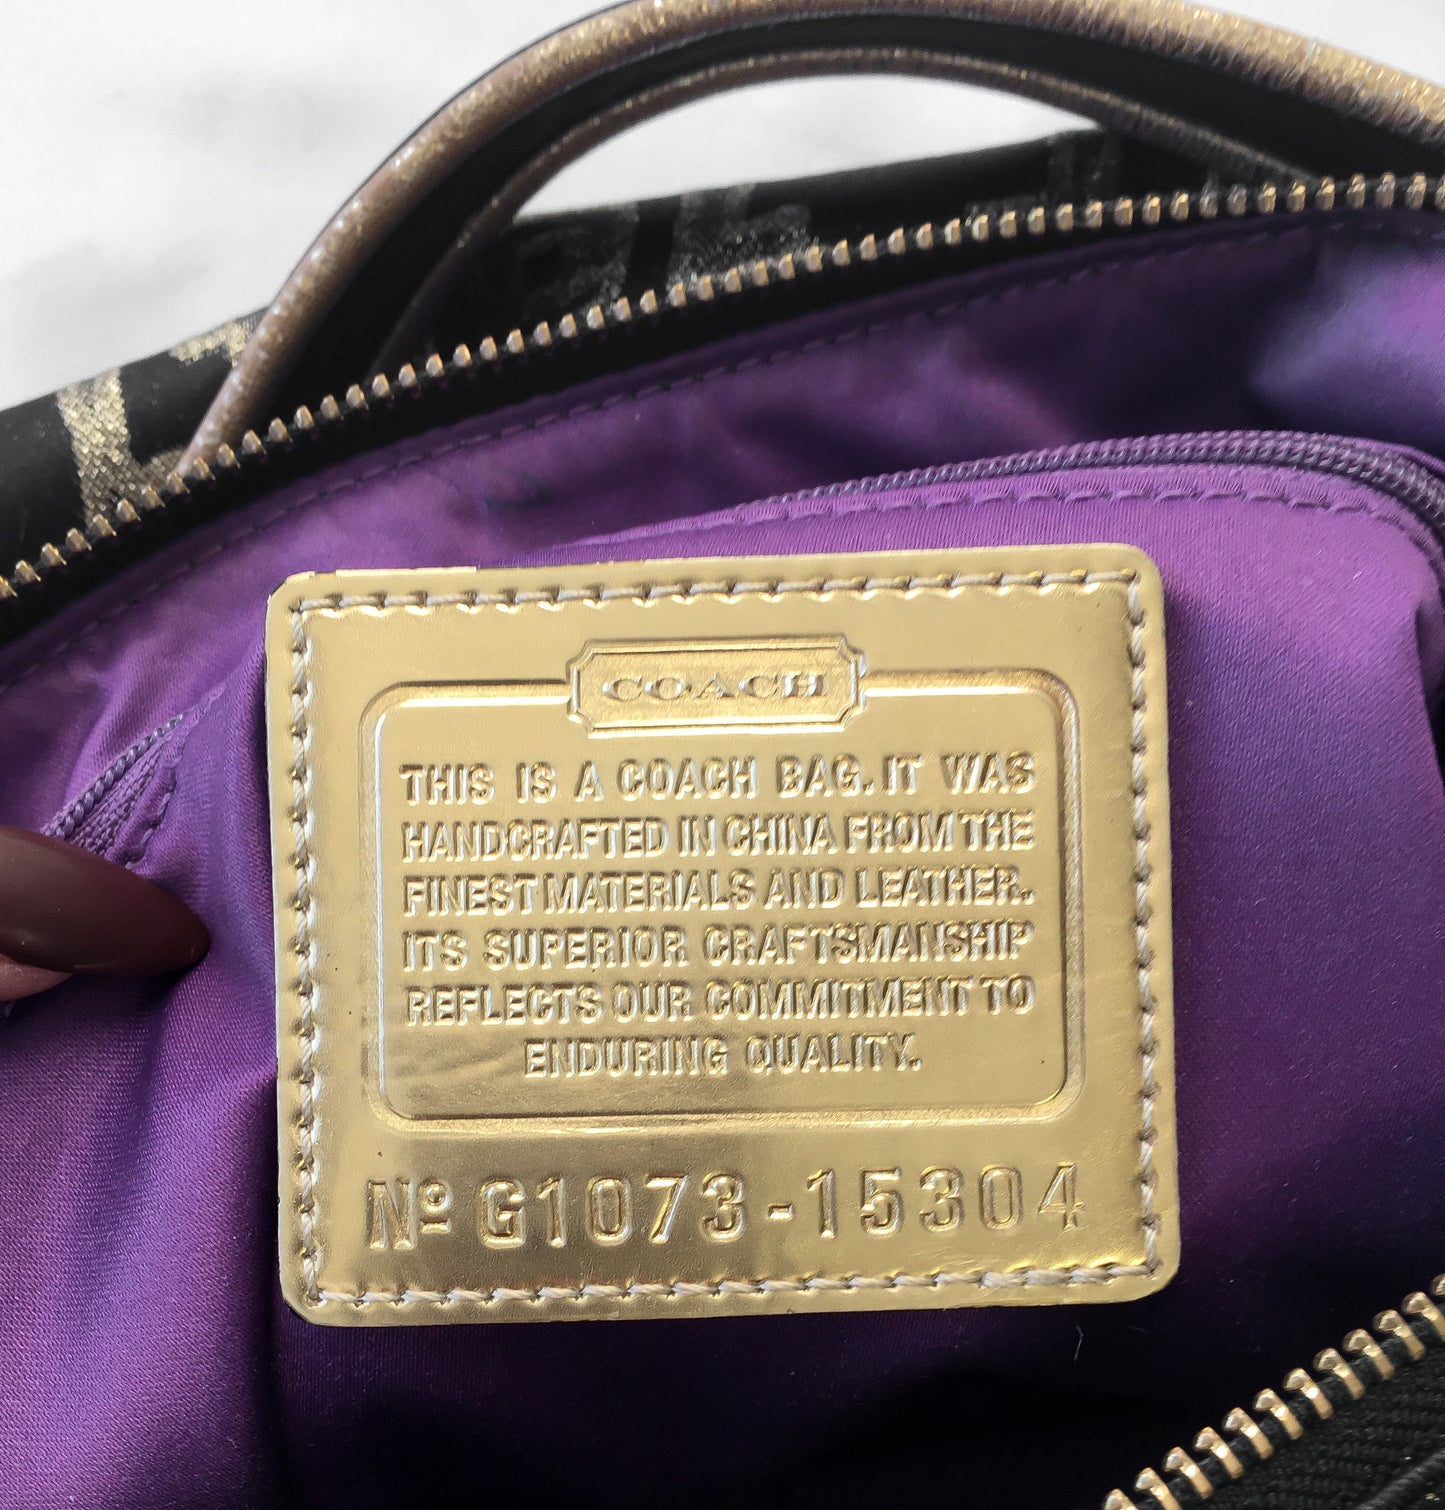 COACH
THIS IS A COACH BAG. IT WAS
HANDCRAFTED IN CHINA FROM THE
FINEST MATERIALS AND LEATHER.
ITS SUPERIOR CRAFTSMANSHIP
REFLECTS OUR COMMITMENT TO
ENDURING QUALITY.
Nº G1073-15304